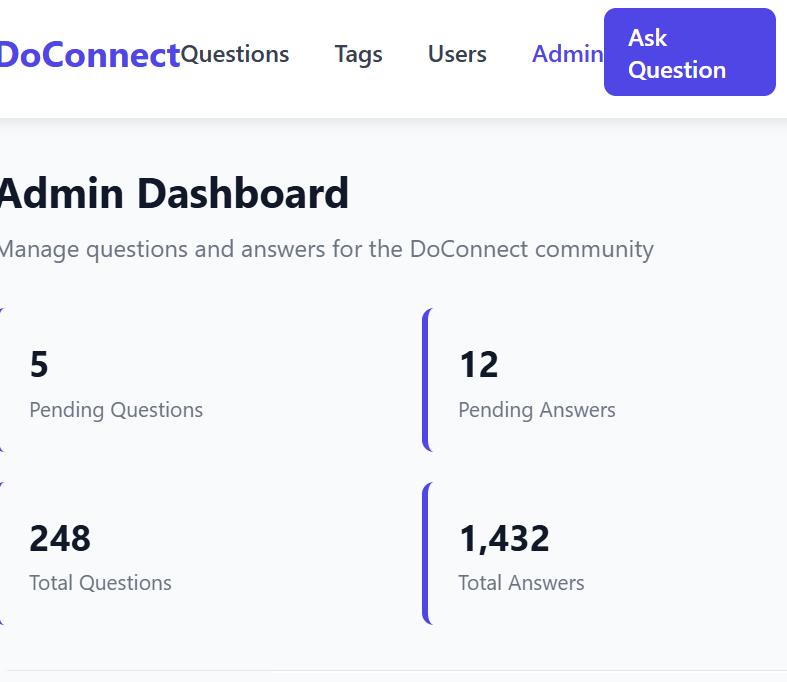 DoConnect Questions Tags Users Admin Ask Question
Admin Dashboard
Manage questions and answers for the DoConnect community
5
Pending Questions
12
Pending Answers
248
Total Questions
1,432
Total Answers